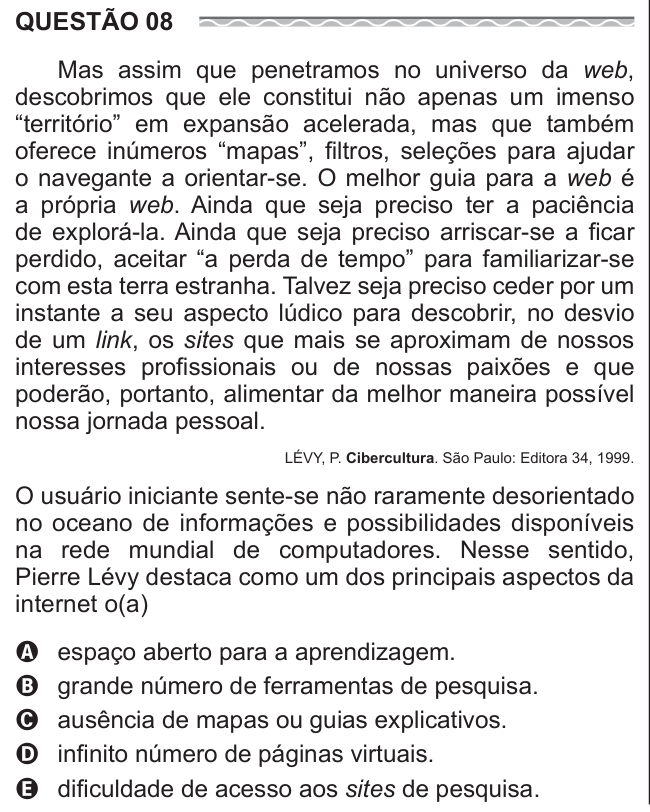 QUESTÃO 08
Mas assim que penetramos no universo da web,
descobrimos que ele constitui não apenas um imenso
“território” em expansão acelerada, mas que também
oferece inúmeros “mapas”, filtros, seleções para ajudar
o navegante a orientar-se. O melhor guia para a web é
a própria web. Ainda que seja preciso ter a paciência
de explorá-la. Ainda que seja preciso arriscar-se a ficar
perdido, aceitar “a perda de tempo” para familiarizar-se
com esta terra estranha. Talvez seja preciso ceder por um
instante a seu aspecto lúdico para descobrir, no desvio
de um link, os sites que mais se aproximam de nossos
interesses profissionais ou de nossas paixões e que
poderão, portanto, alimentar da melhor maneira possível
nossa jornada pessoal.
LÉVY, P. Cibercultura. São Paulo: Editora 34, 1999.
O usuário iniciante sente-se não raramente desorientado
no oceano de informações e possibilidades disponíveis
na rede mundial de computadores. Nesse sentido,
Pierre Lévy destaca como um dos principais aspectos da
internet o(a)
A espaço aberto para a aprendizagem.
B grande número de ferramentas de pesquisa.
C ausência de mapas ou guias explicativos.
D infinito número de páginas virtuais.
E dificuldade de acesso aos sites de pesquisa.